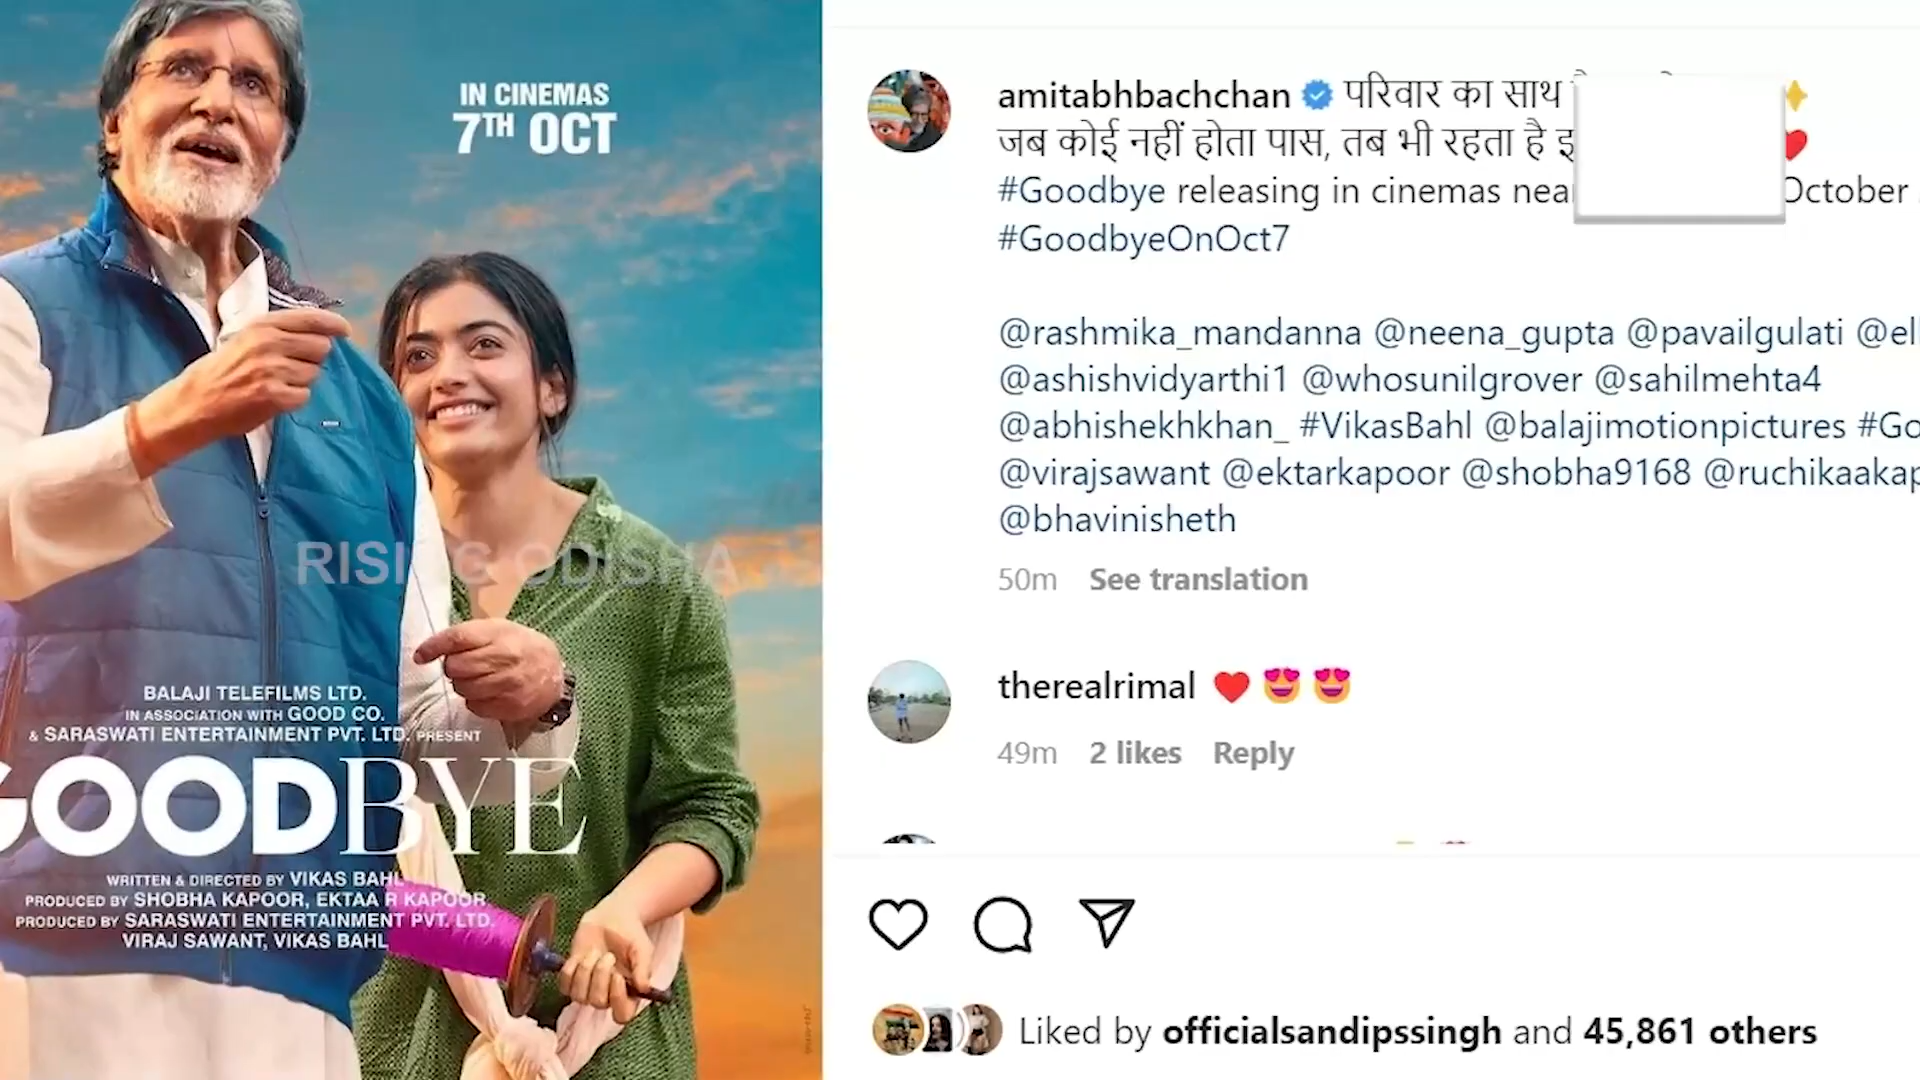 IN CINEMAS
7TH OCT
RISING ODISHA
BALAJI TELEFILMS LTD.
IN ASSOCIATION WITH GOOD CO.
& SARASWATI ENTERTAINMENT PVT. LTD. PRESENT
GOODBYE
WRITTEN & DIRECTED BY VIKAS BAHL
PRODUCED BY SHOBHA KAPOOR, EKTAA R KAPOOR
PRODUCED BY SARASWATI ENTERTAINMENT PVT. LTD.
VIRAJ SAWANT, VIKAS BAHL
amitabhbachchan परिवार का साथ
जब कोई नहीं होता पास, तब भी रहता है
#Goodbye releasing in cinemas October
#GoodbyeOnOct7
@rashmika_mandanna @neena_gupta @pavailgulati
@ashishvidyarthi1 @whosunilgrover @sahilmehta4
@abhishekhkhan_ #VikasBahl @balajimotionpictures
@virajsawant @ektarkapoor @shobha9168
@bhavinisheth
50m See translation
therealrimal ❤️ 😍 😍
49m 2 likes Reply
Liked by officialsandipssingh and 45,861 others